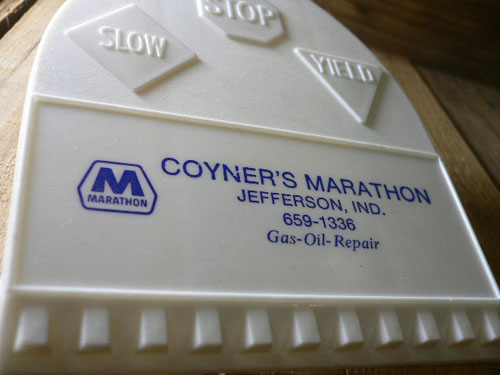 STOP
SLOW
YIELD
M
MARATHON
COYNER'S MARATHON
JEFFERSON, IND.
659-1336
Gas-Oil-Repair